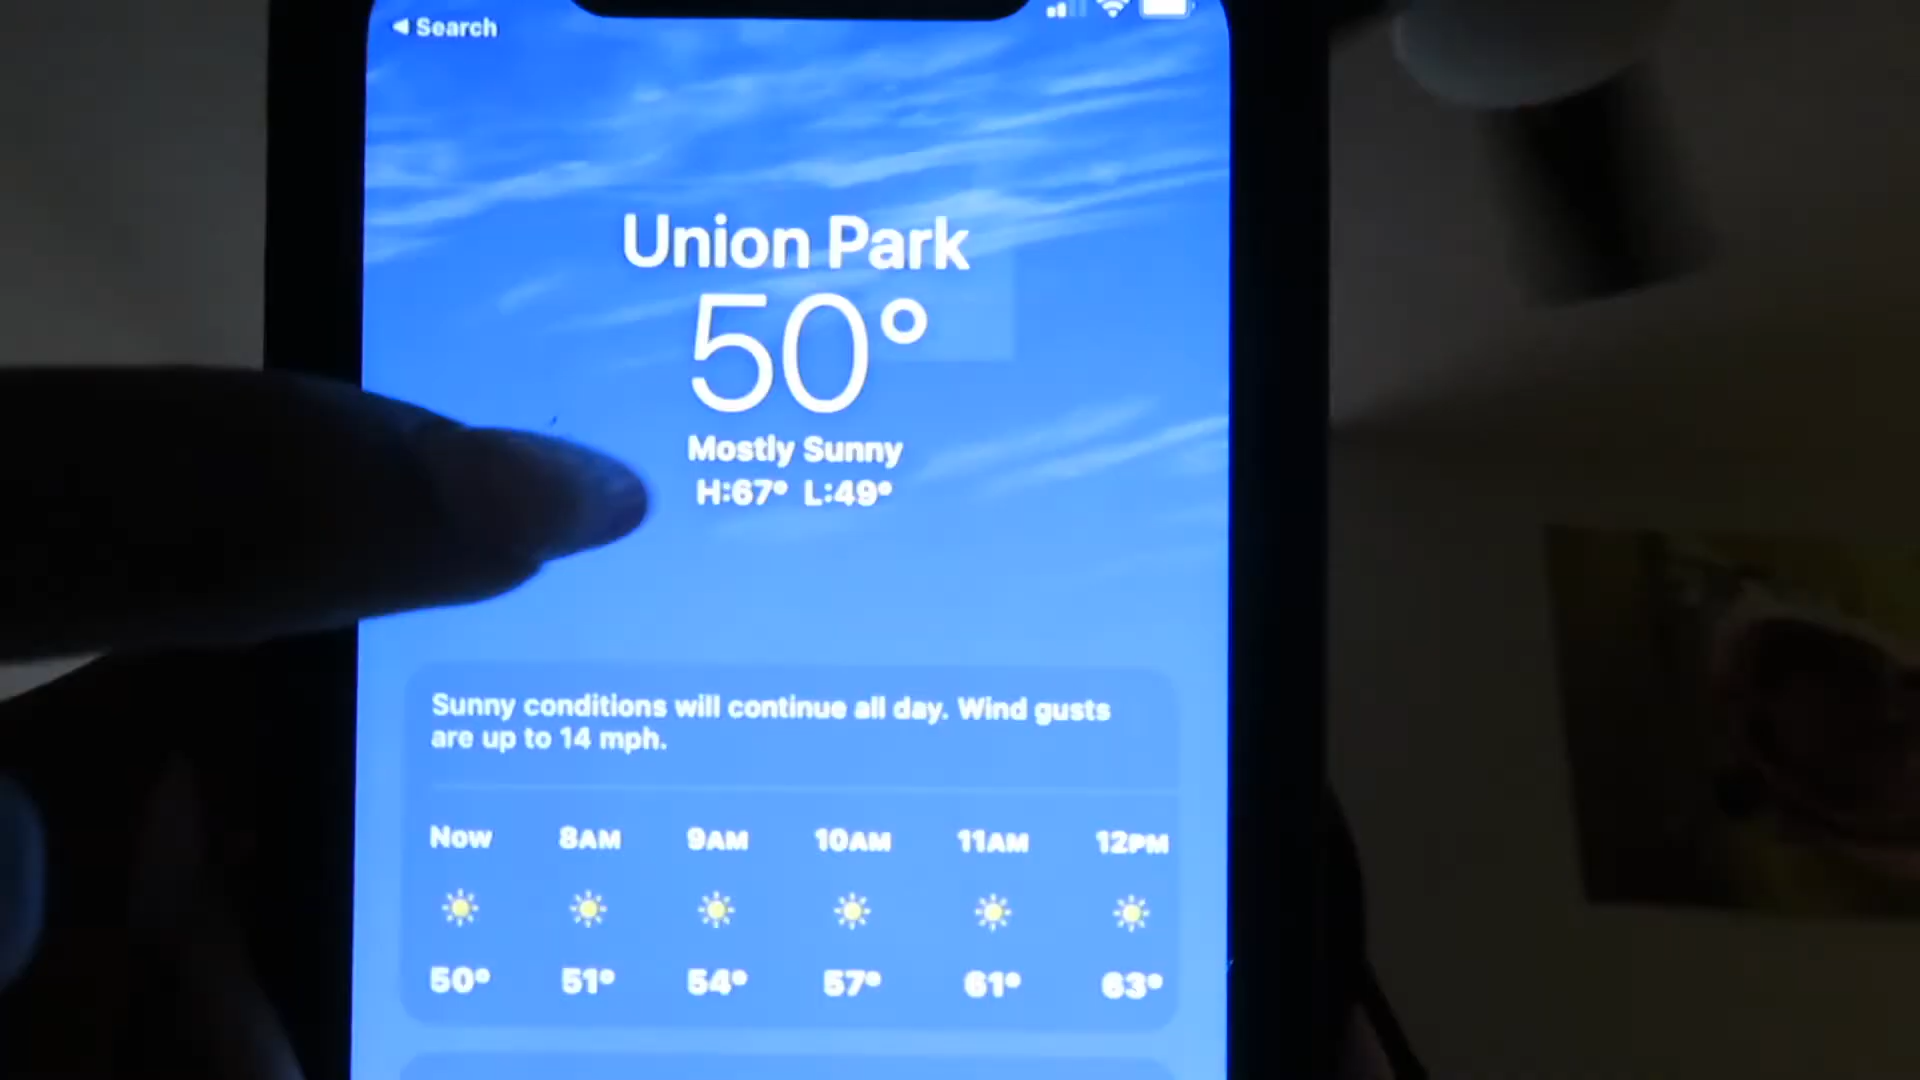 ◀ Search
Union Park
50°
Mostly Sunny
H:67° L:49°
Sunny conditions will continue all day. Wind gusts
are up to 14 mph.
Now 8AM 9AM 10AM 11AM 12PM
50° 51° 54° 57° 61° 63°